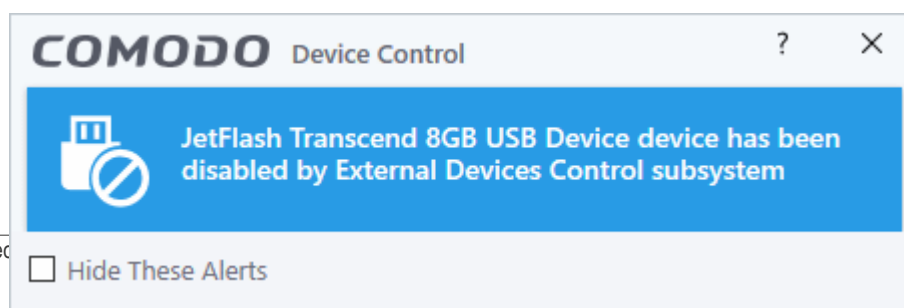 COMODO Device Control ?
JetFlash Transcend 8GB USB Device device has been
disabled by External Devices Control subsystem
Hide These Alerts